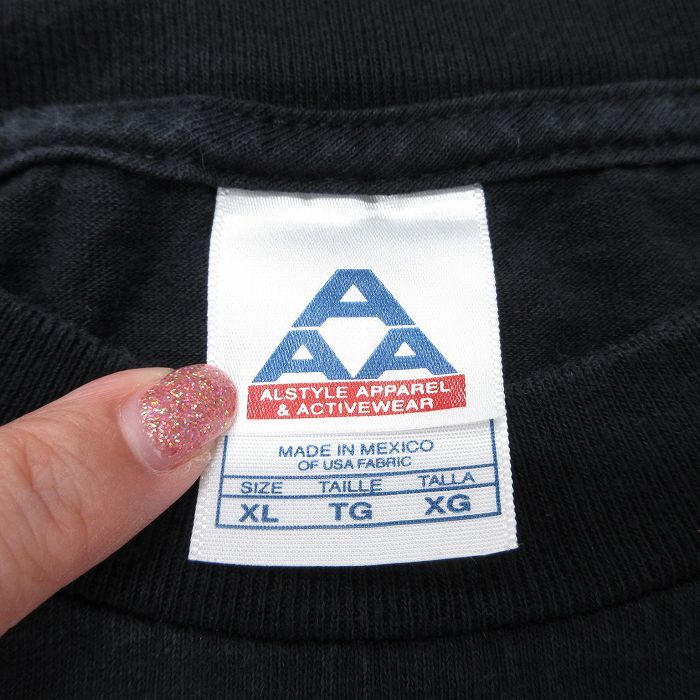 A
A A
ALSTYLE APPAREL
& ACTIVEWEAR
MADE IN MEXICO
OF USA FABRIC
SIZE TAILLE TALLA
XL TG XG